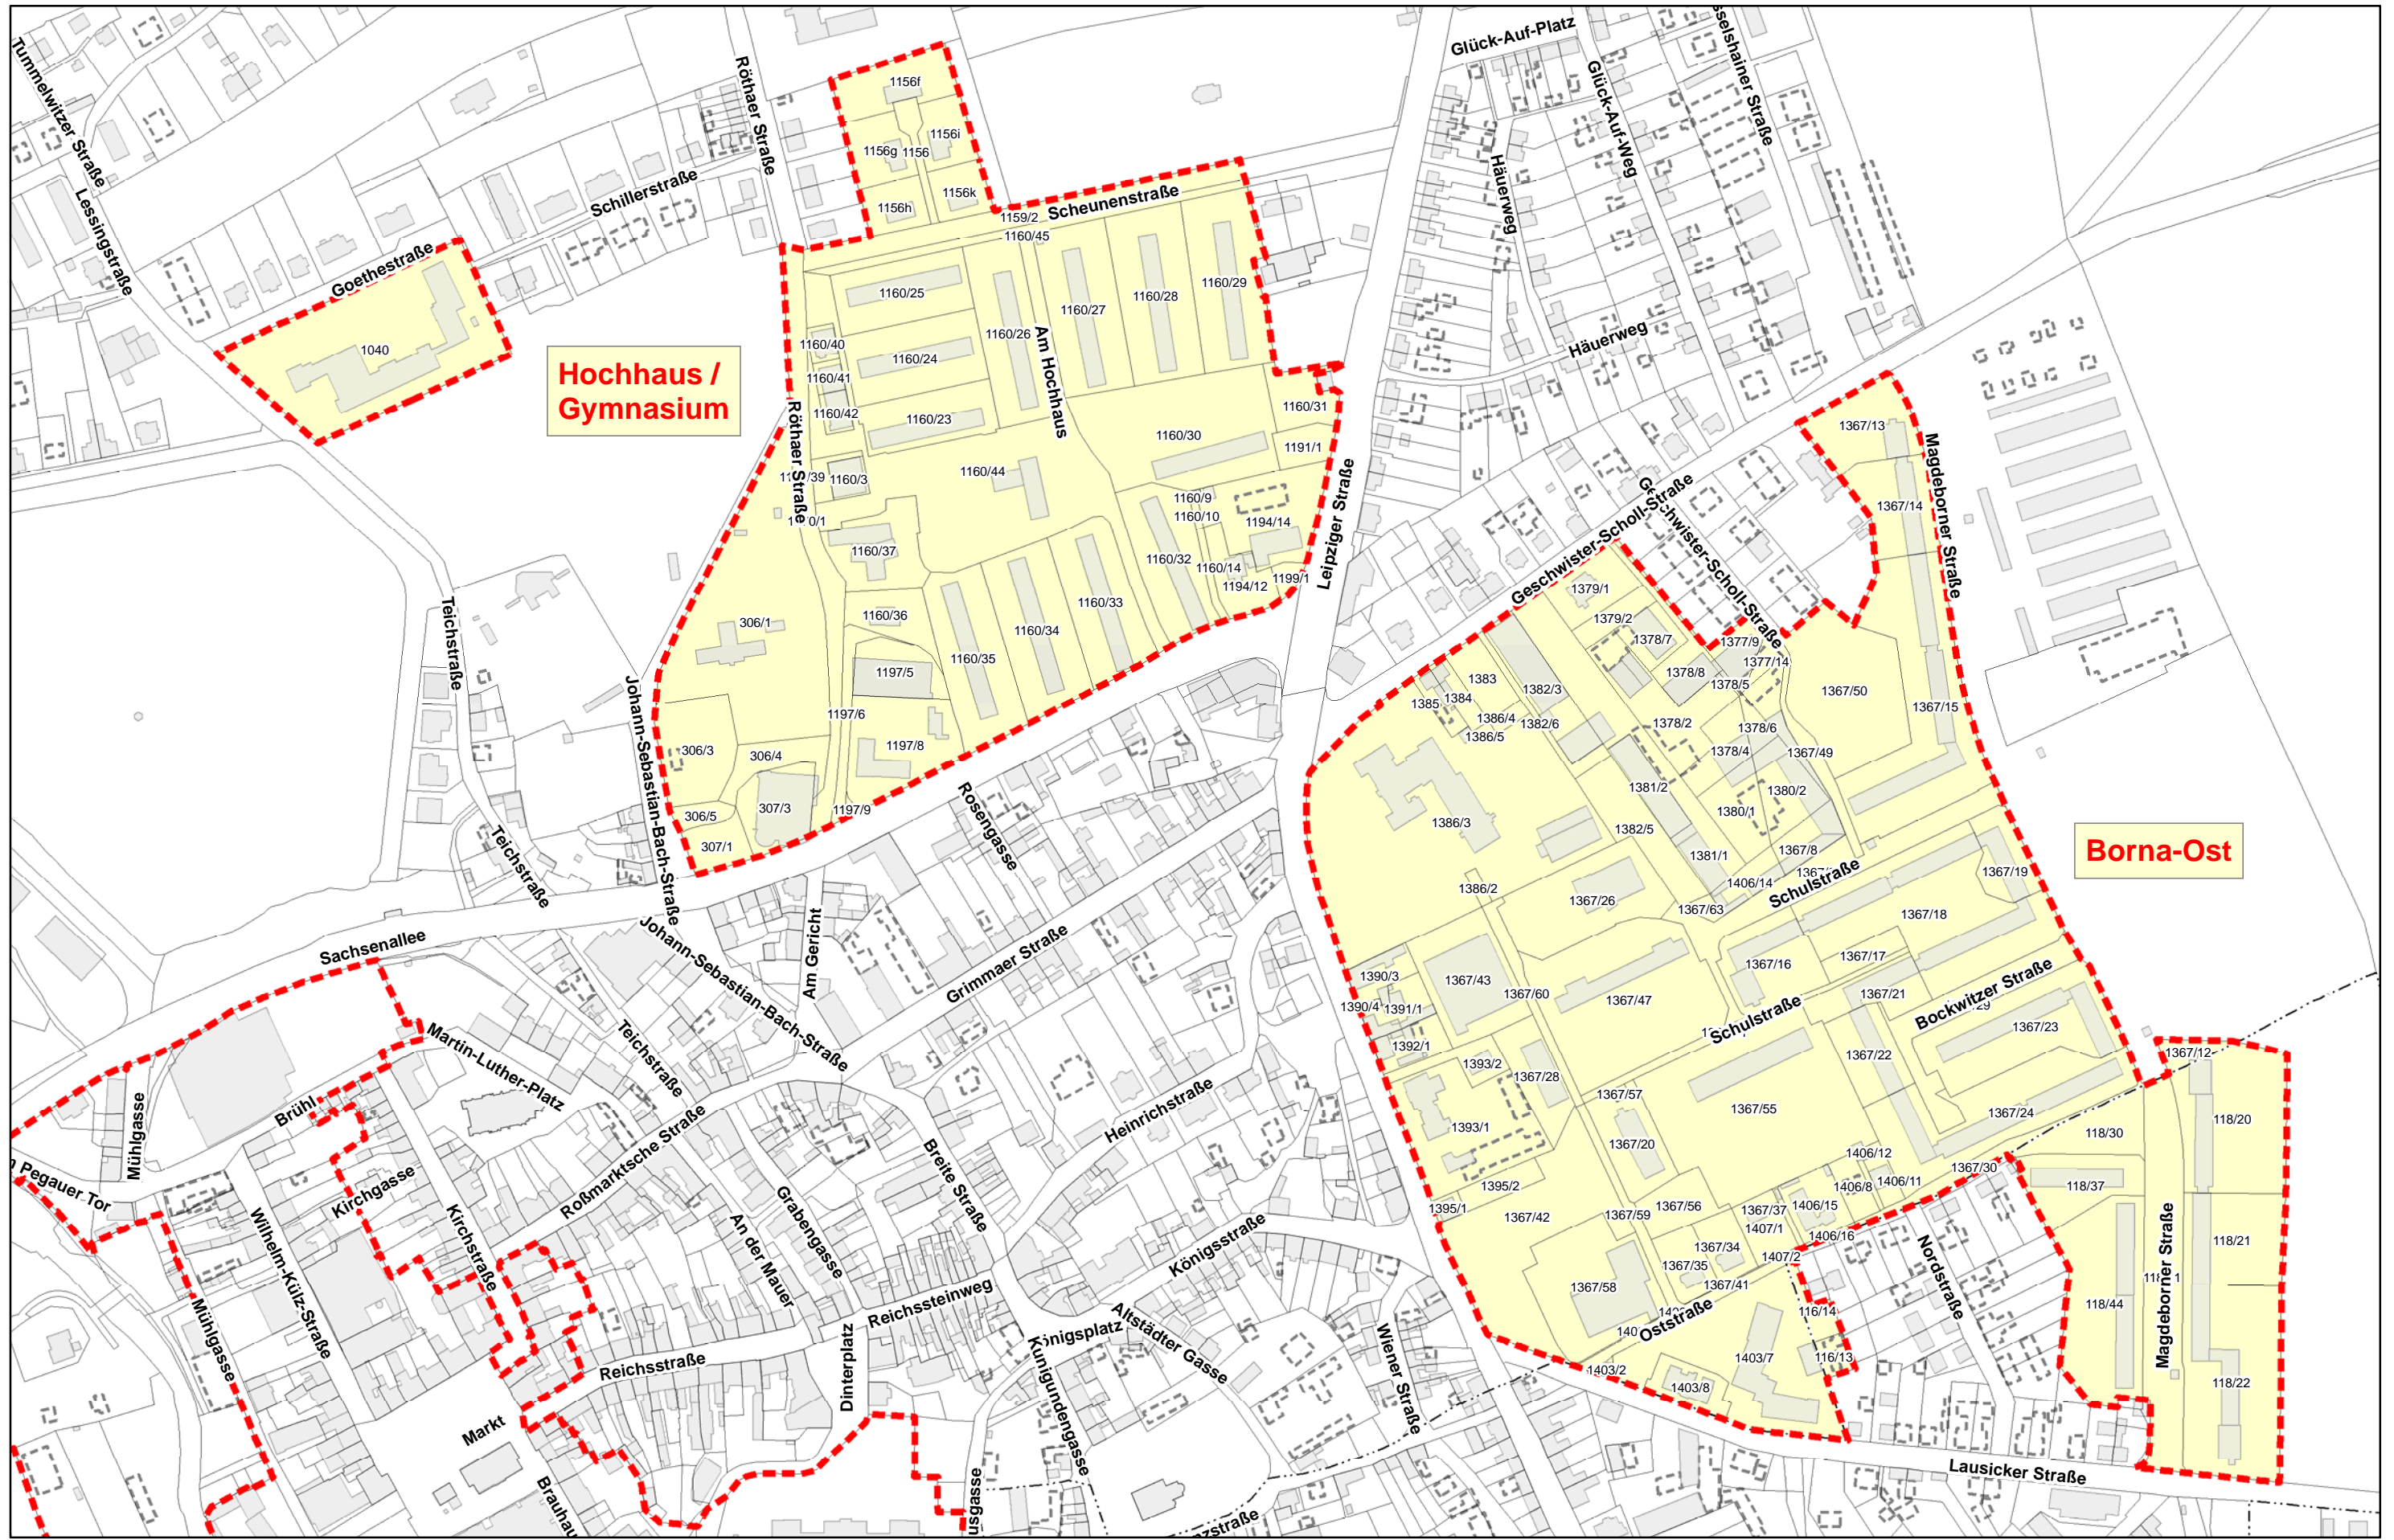 Tummelwitzer Straße
Lessingstraße
Goethestraße
Schillerstraße
Röthaer Straße
1040
Hochhaus /
Gymnasium
1156f
1156i
1156g
1156
1156k
1156h
1159/2
Scheunenstraße
1160/45
1160/25
1160/26
1160/27
1160/28
1160/29
1160/40
1160/24
Am Hochhaus
1160/41
1160/42
1160/23
1160/31
1160/30
1191/1
Röthaer Straße
1160/3
1160/44
1160/9
1160/10
1194/14
1160/37
1160/32
1160/14
1194/12
1199/1
1160/33
1160/34
1160/35
1160/36
306/1
1197/5
1197/6
1197/8
306/3
306/4
306/5
307/3
307/1
1197/9
Leipziger Straße
Glück-Auf-Platz
Glück-Auf-Weg
Häuerweg
Häuerweg
sselshainer Straße
Geschwister-Scholl-Straße
Geschwister-Scholl-Straße
Magdeborner Straße
1367/13
1367/14
1367/15
1367/50
1379/1
1379/2
1378/7
1377/9
1377/14
1378/8
1378/5
1383
1384
1385
1382/3
1386/4
1386/5
1382/6
1378/2
1378/6
1378/4
1367/49
1381/2
1380/2
1380/1
1386/3
1382/5
1367/8
1381/1
1406/14
Schulstraße
1367/19
Borna-Ost
1386/2
1367/26
1367/63
1367/18
1367/17
1367/16
1390/3
1367/43
1367/60
1367/47
1390/4
1391/1
1367/21
Bockwitzer Straße
1367/23
Schulstraße
1392/1
1393/2
1367/28
1367/22
1367/12
1367/57
1367/55
1367/24
1393/1
1367/20
118/20
118/30
1406/12
1367/30
1395/2
1406/8
1406/11
118/37
1395/1
1367/42
1367/59
1367/56
1367/37
1406/15
1407/1
1406/16
1367/34
1407/2
1367/35
1367/41
1367/58
118/21
118/44
Magdeborner Straße
Nordstraße
Oststraße
116/14
116/13
1403/2
1403/7
1403/8
118/22
Lausicker Straße
Teichstraße
Teichstraße
Teichstraße
Johann-Sebastian-Bach-Straße
Johann-Sebastian-Bach-Straße
Rosengasse
Am Gericht
Grimmaer Straße
Sachsenallee
Martin-Luther-Platz
Brühl
Mühlgasse
Mühlgasse
Pegauer Tor
Kirchgasse
Kirchstraße
Wilhelm-Külz-Straße
Roßmarktsche Straße
Heinrichstraße
Breite Straße
Grabengasse
An der Mauer
Königsstraße
Reichssteinweg
Königsplatz
Altstädter Gasse
Kunigundengasse
Wiener Straße
Dinterplatz
Reichsstraße
Markt
Brauhau
usgasse
zstraße